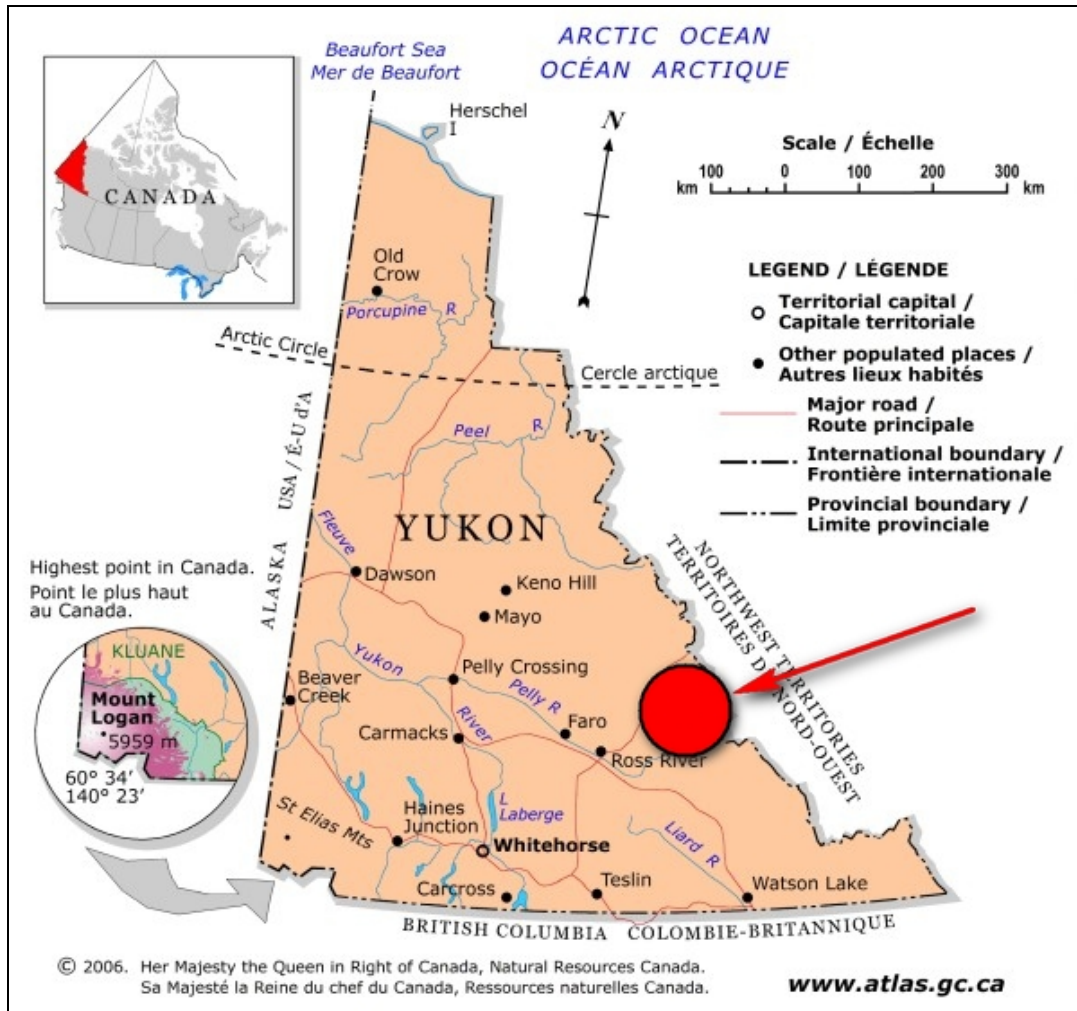 Beaufort Sea
Mer de Beaufort
ARCTIC OCEAN
OCÉAN ARCTIQUE
Herschel
I
N
CANADA
Scale / Échelle
100 0 100 200 300
km km
Old
Crow
Porcupine R
Arctic Circle
Cercle arctique
LEGEND / LÉGENDE
Territorial capital /
Capitale territoriale
Other populated places /
Autres lieux habités
Major road /
Route principale
International boundary /
Frontière internationale
Provincial boundary /
Limite provinciale
Peel R
ALASKA USA / É-U d'A
YUKON
Fleuve
Dawson
Keno Hill
Mayo
NORTHWEST TERRITORIES
TERRITOIRES D NORD-OUEST
Highest point in Canada.
Point le plus haut
au Canada.
KLUANE
Mount
Logan
5959 m
60° 34'
140° 23'
Yukon
River
Pelly Crossing
Pelly R
Beaver
Creek
Faro
Carmacks
Ross River
L
Laberge
Haines
Junction
St Elias Mts
Whitehorse
Liard R
Carcross
Teslin
Watson Lake
BRITISH COLUMBIA COLOMBIE-BRITANNIQUE
© 2006. Her Majesty the Queen in Right of Canada, Natural Resources Canada.
Sa Majesté la Reine du chef du Canada, Ressources naturelles Canada.
www.atlas.gc.ca